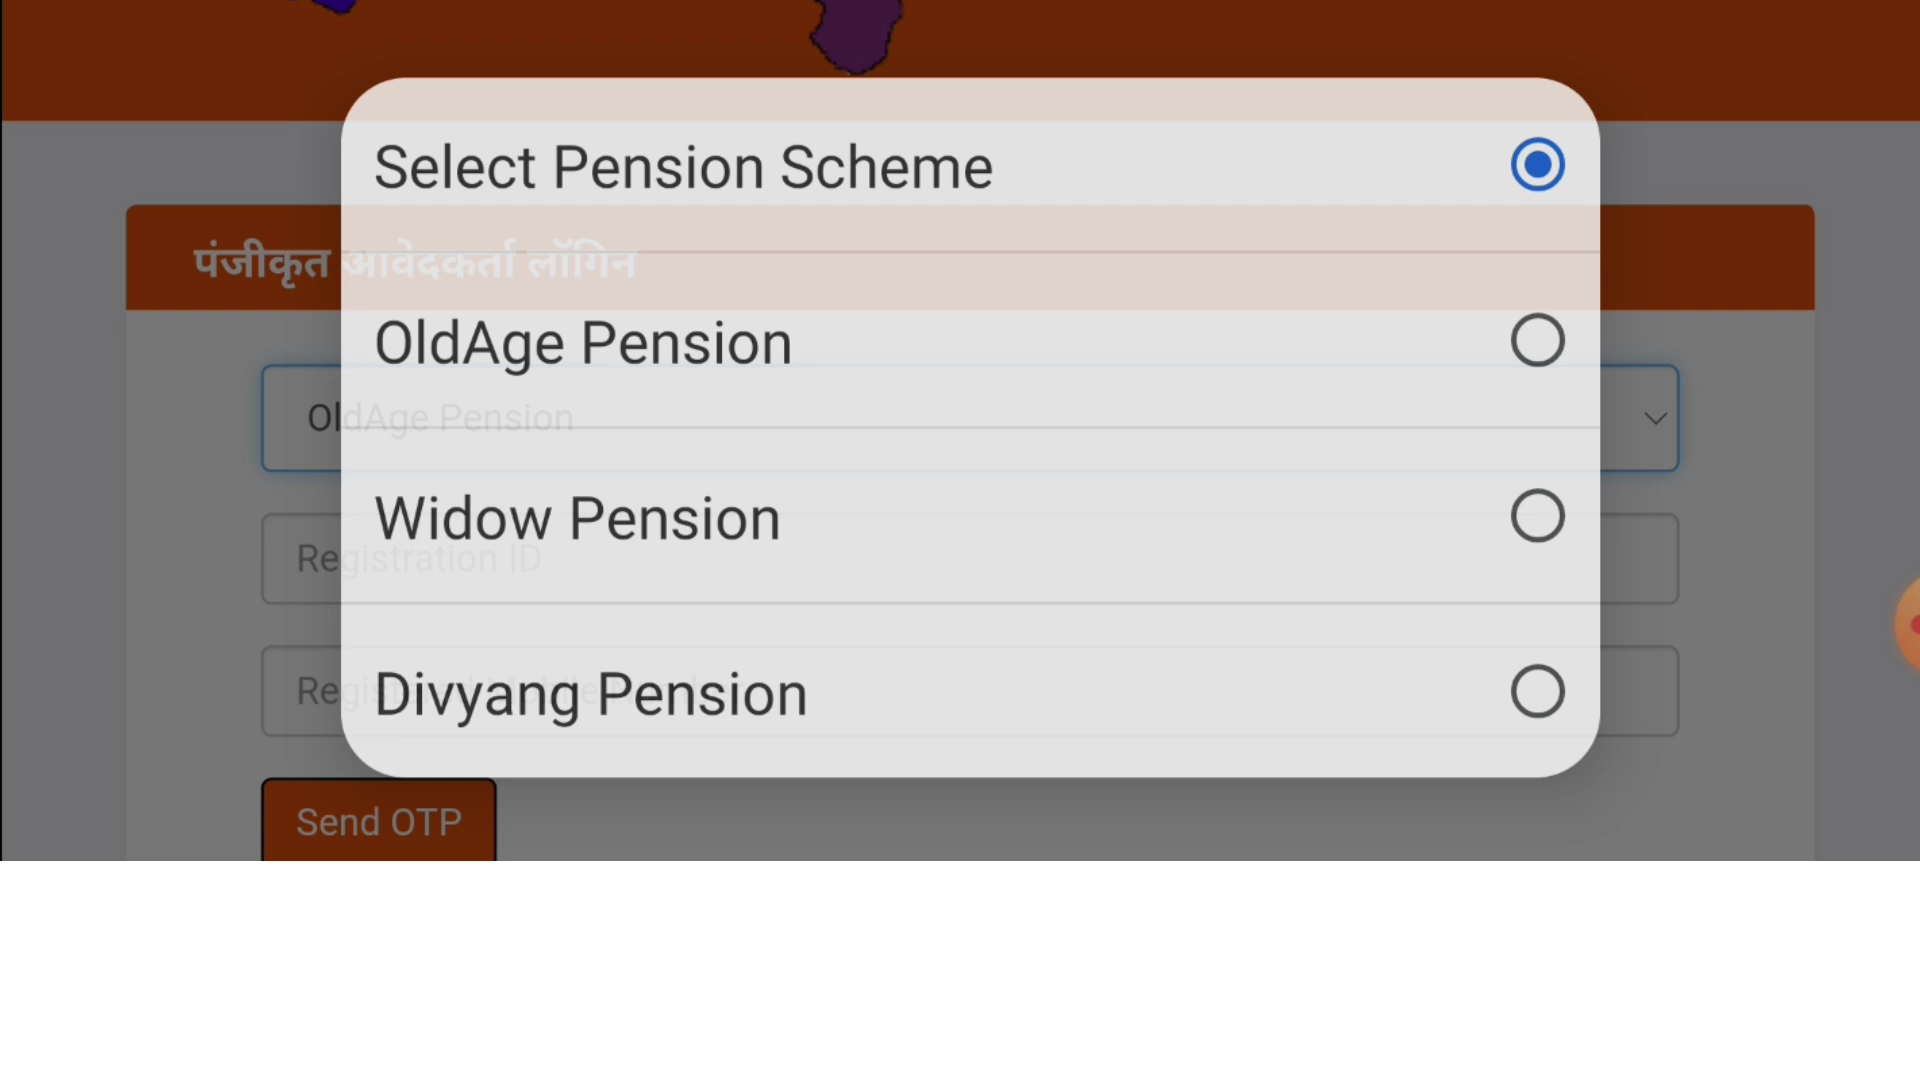 Select Pension Scheme
पंजीकृत आवेदकर्ता लॉगिन
OldAge Pension
OldAge Pension
Widow Pension
Registration ID
Divyang Pension
Send OTP